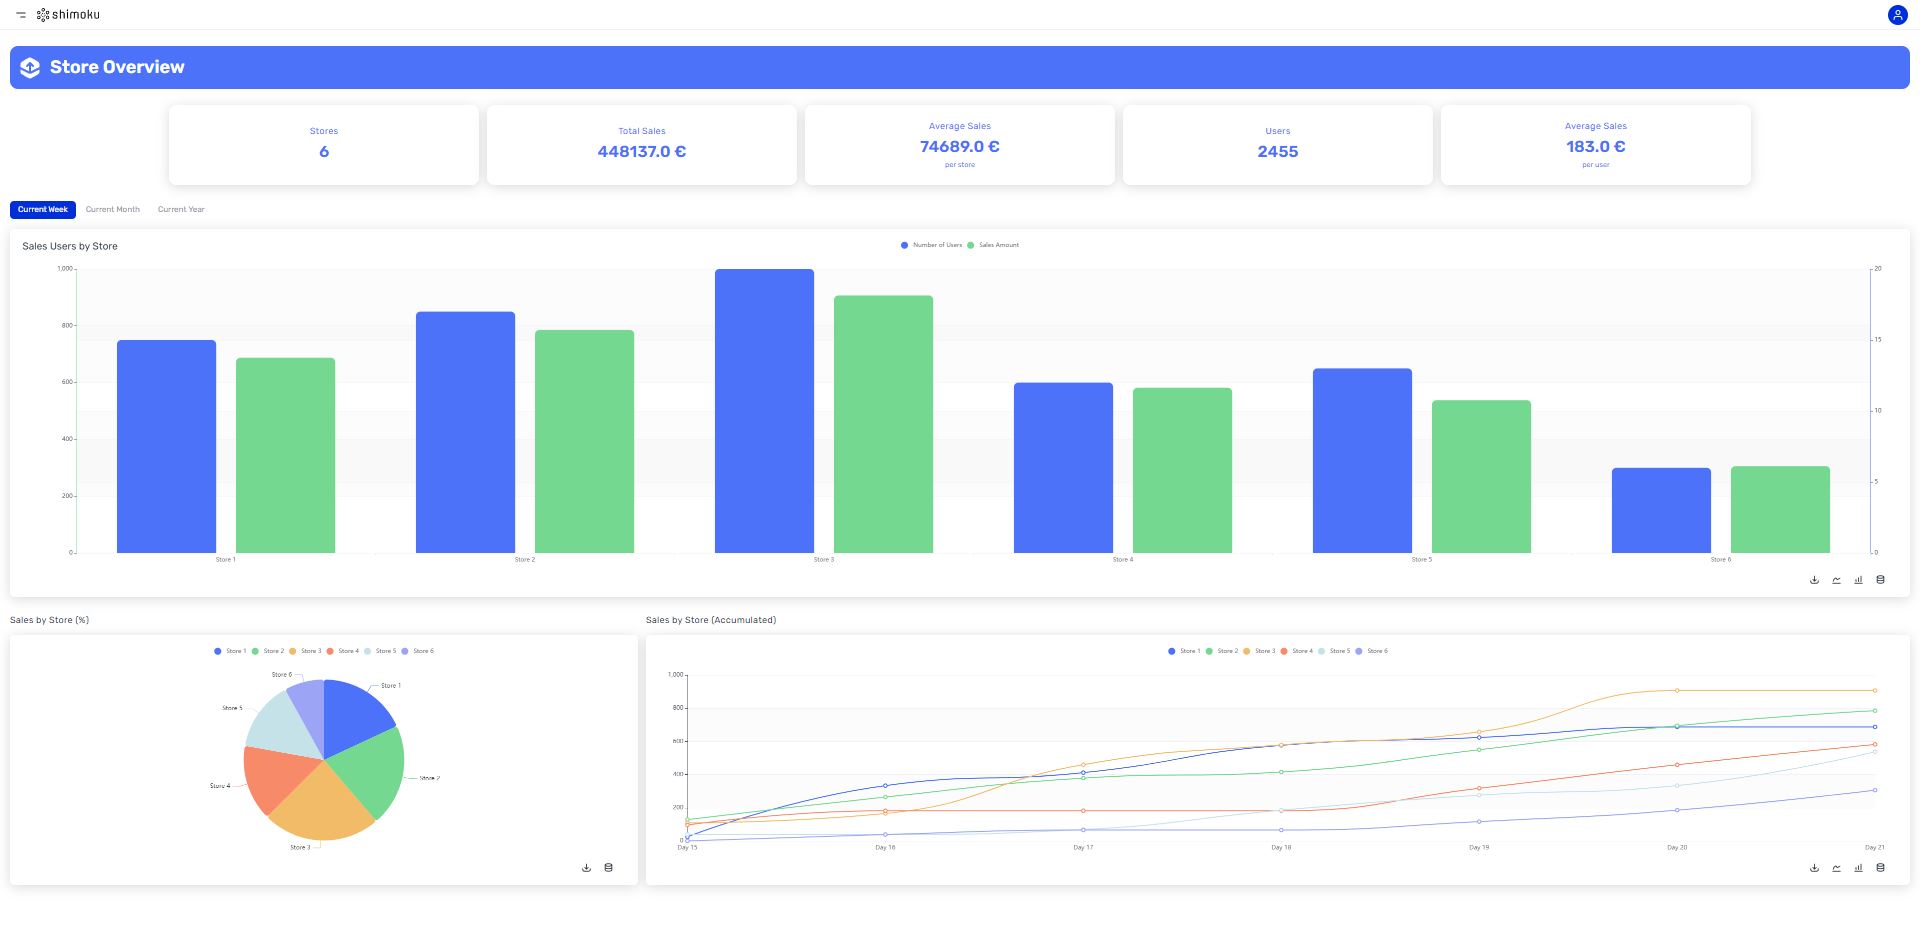 shimoku
Store Overview
Stores
6
Total Sales
448137.0 €
Average Sales
74689.0 €
per store
Users
2455
Average Sales
183.0 €
per user
Current Week
Current Month
Current Year
Sales Users by Store
Number of Users
Sales Amount
1,000
800
600
400
200
0
20
15
10
5
0
Store 1
Store 2
Store 3
Store 4
Store 5
Store 6
Sales by Store (%)
Store 1
Store 2
Store 3
Store 4
Store 5
Store 6
Store 6
Store 1
Store 5
Store 2
Store 4
Store 3
Sales by Store (Accumulated)
Store 1
Store 2
Store 3
Store 4
Store 5
Store 6
1,000
800
600
400
200
0
Day 15
Day 16
Day 17
Day 18
Day 19
Day 20
Day 21